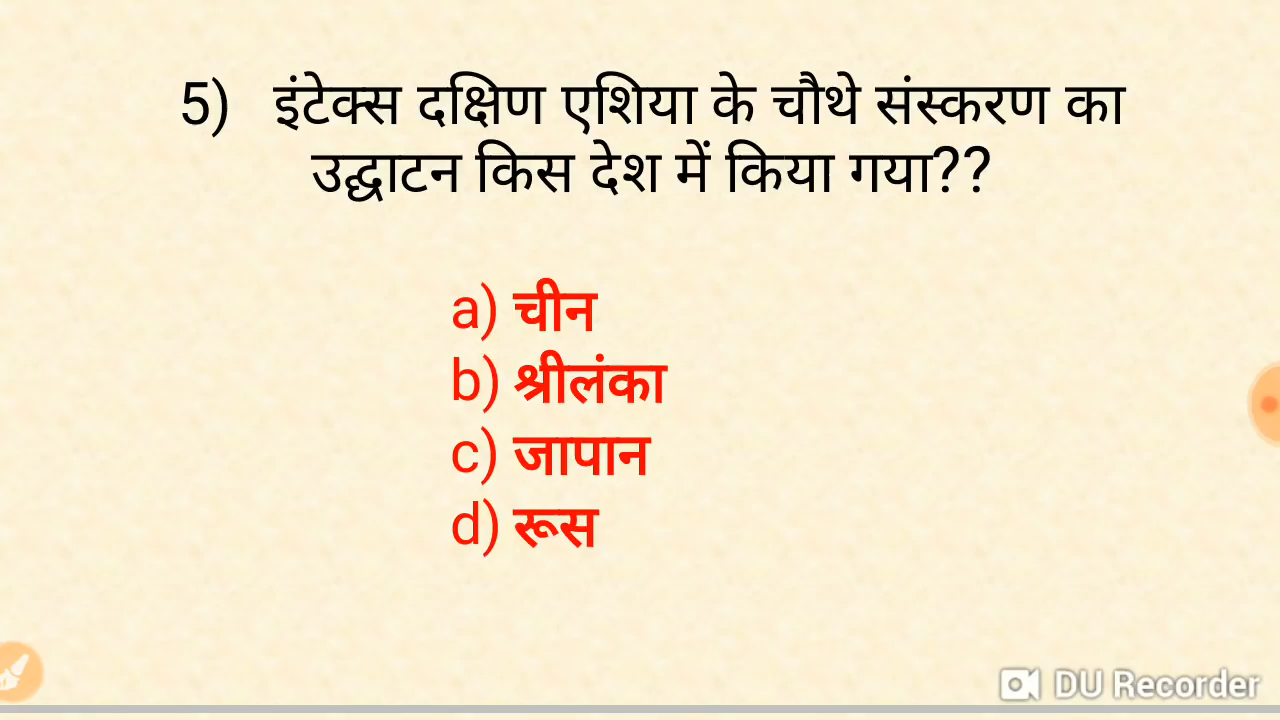 5) इंटेक्स दक्षिण एशिया के चौथे संस्करण का
उद्घाटन किस देश में किया गया??
a) चीन
b) श्रीलंका
c) जापान
d) रूस
DU Recorder